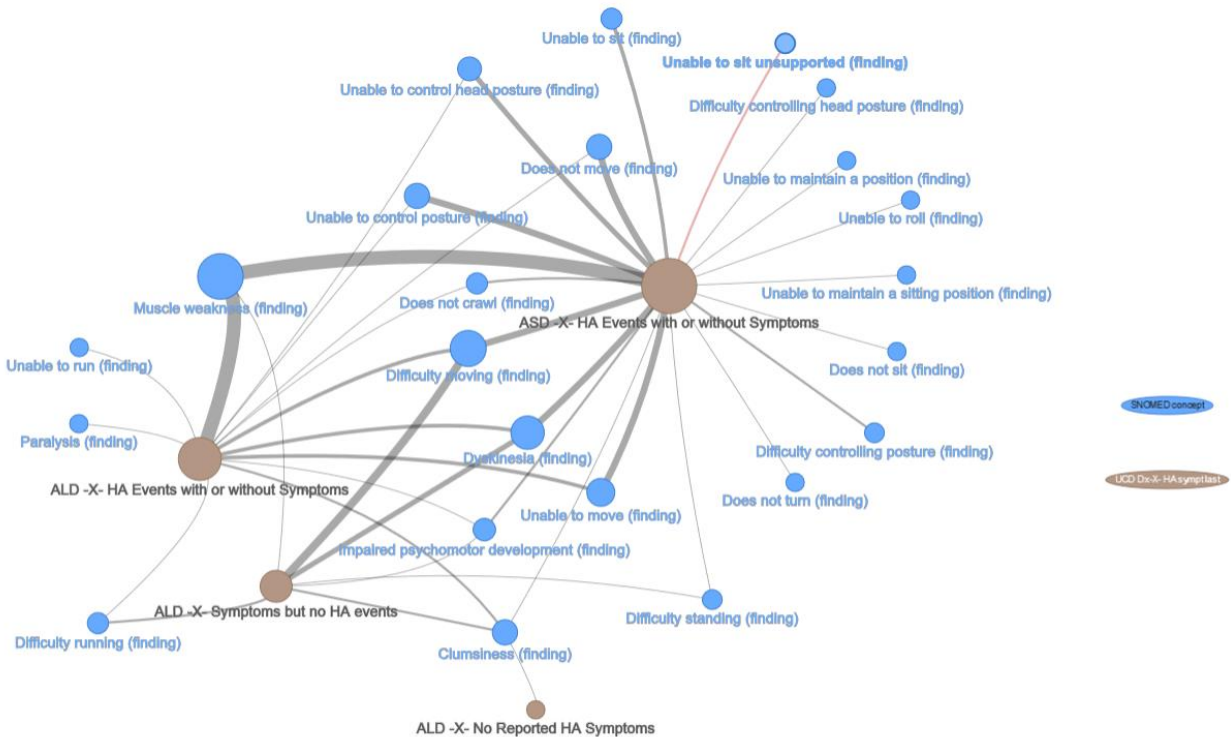 Unable to sit (finding)
Unable to sit unsupported (finding)
Unable to control head posture (finding)
Difficulty controlling head posture (finding)
Does not move (finding)
Unable to maintain a position (finding)
Unable to control posture (finding)
Unable to roll (finding)
Muscle weakness (finding)
Does not crawl (finding)
Unable to maintain a sitting position (finding)
ASD -X- HA Events with or without Symptoms
Unable to run (finding)
Difficulty moving (finding)
Does not sit (finding)
SNOMED concept
Paralysis (finding)
Dyskinesia (finding)
Difficulty controlling posture (finding)
UCD Dx-X- HA sympt last
ALD -X- HA Events with or without Symptoms
Does not turn (finding)
Unable to move (finding)
Impaired psychomotor development (finding)
ALD -X- Symptoms but no HA events
Difficulty standing (finding)
Difficulty running (finding)
Clumsiness (finding)
ALD -X- No Reported HA Symptoms